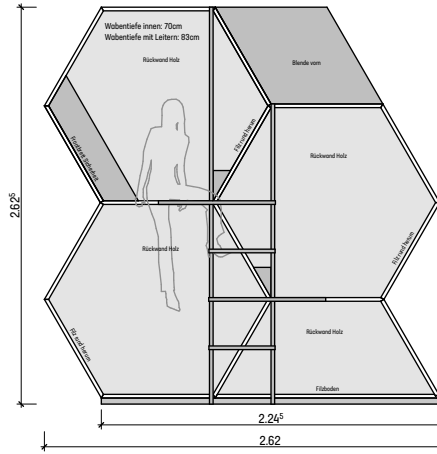 Wabentiefe innen: 70cm
Wabentiefe mit Leitern: 83cm
Rückwand Holz
Blende vorn
Filz rund herum
Rückwand Holz
Rückwand Holz
Filz rund herum
2.62⁵
Filz rund herum
Rückwand Holz
Filzboden
2.24⁵
2.62